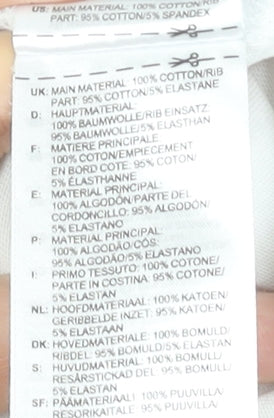 US: MAIN MATERIAL: 100% COTTON/RIB
PART: 95% COTTON/5% SPANDEX
UK: MAIN MATERIAL: 100% COTTON/RIB
PART: 95% COTTON/5% ELASTANE
D: HAUPTMATERIAL:
100% BAUMWOLLE/RIB EINSATZ:
95% BAUMWOLLE/5% ELASTHAN
F: MATIERE PRINCIPALE:
100% COTON/EMPIECEMENT
EN BORD COTE: 95% COTON/
5% ÉLASTHANNE
E: MATERIAL PRINCIPAL:
100% ALGODÓN/PARTE DEL
CORDONCILLO: 95% ALGODÓN/
5% ELASTANO
P: MATERIAL PRINCIPAL:
100% ALGODÃO/CÓS:
95% ALGODÃO/5% ELASTANO
I: PRIMO TESSUTO: 100% COTONE/
PARTE IN COSTINA: 95% COTONE/
5% ELASTAN
NL: HOOFDMATERIAAL: 100% KATOEN/
GERIBBELDE INZET: 95% KATOEN/
5% ELASTAAN
DK: HOVEDMATERIALE: 100% BOMULD/
RIBDEL: 95% BOMULD/5% ELASTAN
S: HUVUDMATERIAL: 100% BOMULL/
RESÅRSTICKAD DEL: 95% BOMULL/
5% ELASTAN
SF: PÄÄMATERIAALI: 100% PUUVILLA/
RESORIKAITALE: 95% PUUVILLA/